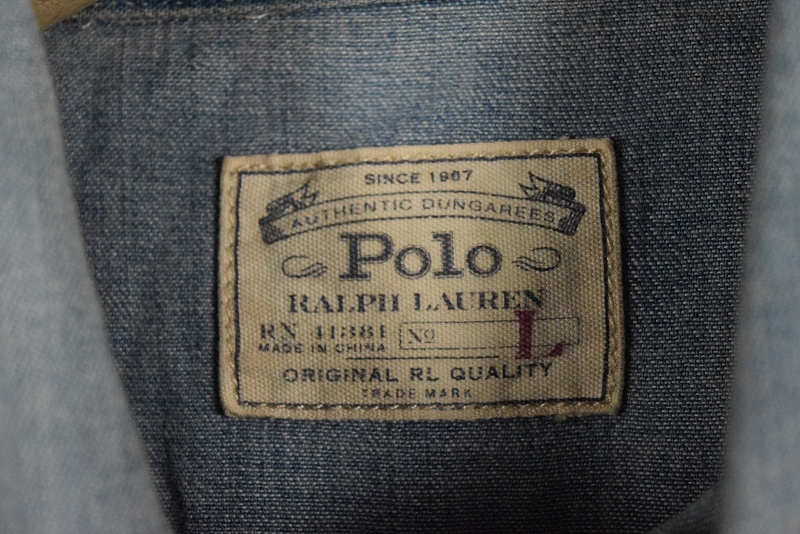 SINCE 1967
AUTHENTIC DUNGAREES
Polo
RALPH LAUREN
RN 41381 No L
MADE IN CHINA
ORIGINAL RL QUALITY
TRADE MARK